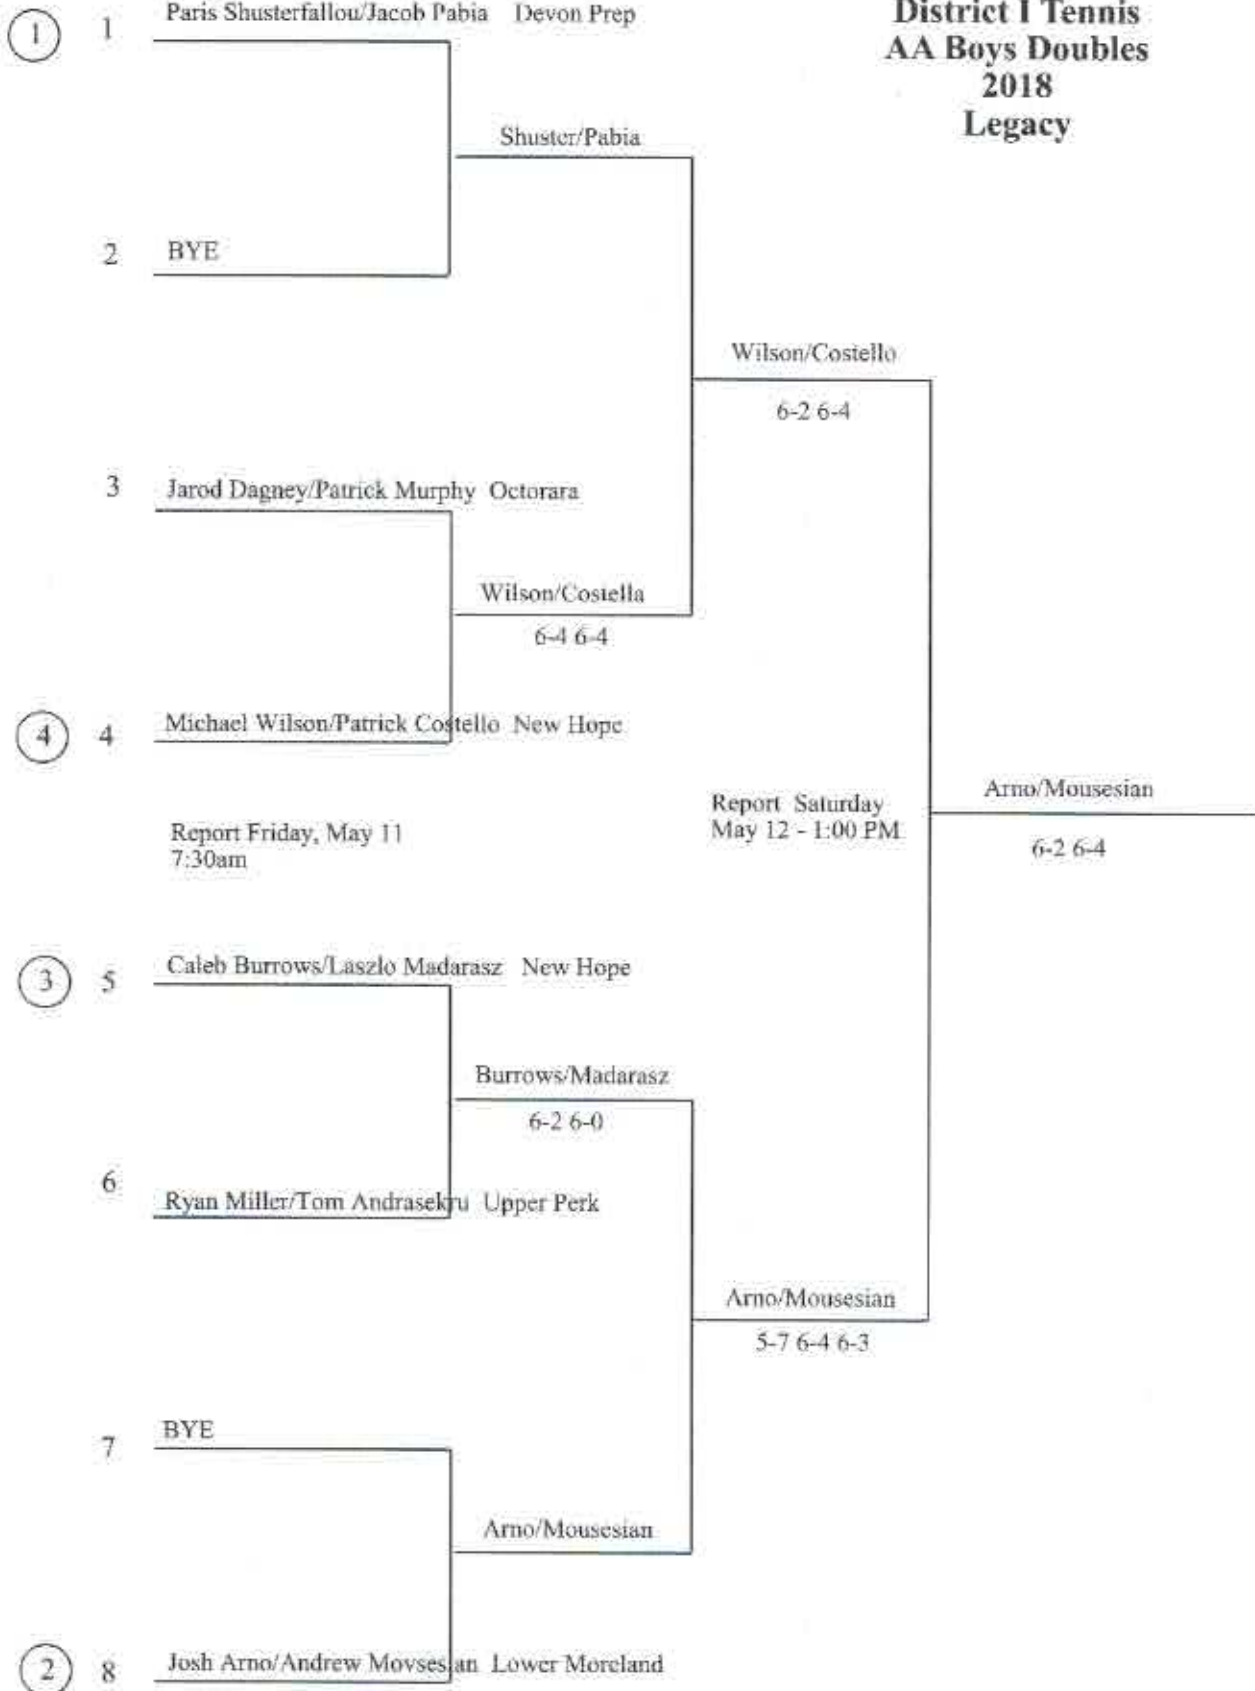 Paris Shusterfallou/Jacob Pabia Devon Prep
1 1
District I Tennis
AA Boys Doubles
2018
Legacy
Shuster/Pabia
2 BYE
Wilson/Costello
6-2 6-4
3 Jarod Dagney/Patrick Murphy Octorara
Wilson/Costella
6-4 6-4
4 4 Michael Wilson/Patrick Costello New Hope
Report Friday, May 11
7:30am
Report Saturday
May 12 - 1:00 PM
Arno/Mousesian
6-2 6-4
3 5 Caleb Burrows/Laszlo Madarasz New Hope
Burrows/Madarasz
6-2 6-0
6 Ryan Miller/Tom Andrasekru Upper Perk
Arno/Mousesian
5-7 6-4 6-3
7 BYE
Arno/Mousesian
2 8 Josh Arno/Andrew Movsesian Lower Moreland